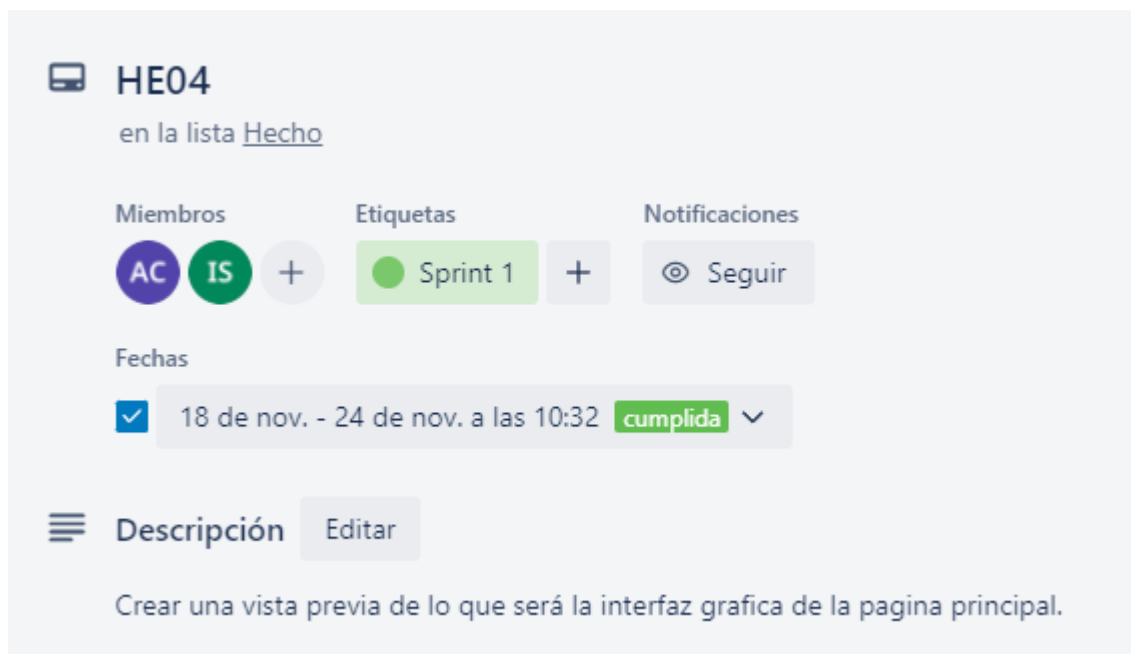 HE04
en la lista Hecho
Miembros Etiquetas Notificaciones
AC IS + Sprint 1 + Seguir
Fechas
18 de nov. - 24 de nov. a las 10:32 cumplida
Descripción Editar
Crear una vista previa de lo que será la interfaz grafica de la pagina principal.